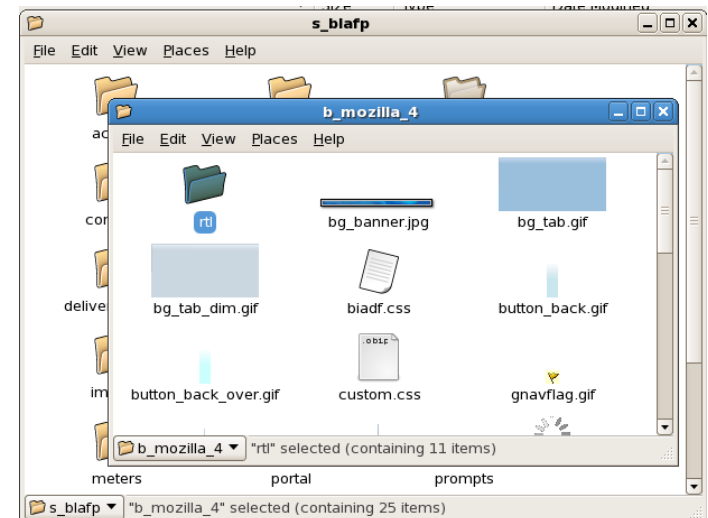 s_blafp
File Edit View Places Help
b_mozilla_4
File Edit View Places Help
rtl
bg_banner.jpg
bg_tab.gif
bg_tab_dim.gif
biadf.css
button_back.gif
button_back_over.gif
custom.css
gnavflag.gif
b_mozilla_4 "rtl" selected (containing 11 items)
meters portal prompts
s_blafp "b_mozilla_4" selected (containing 25 items)